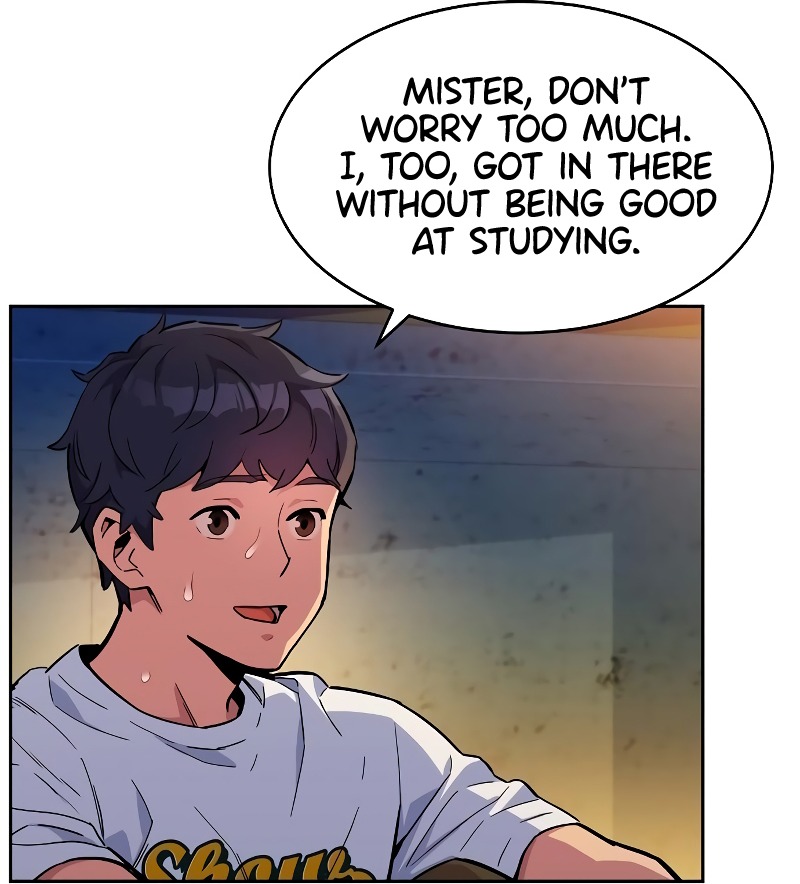 MISTER, DON'T
WORRY TOO MUCH.
I, TOO, GOT IN THERE
WITHOUT BEING GOOD
AT STUDYING.